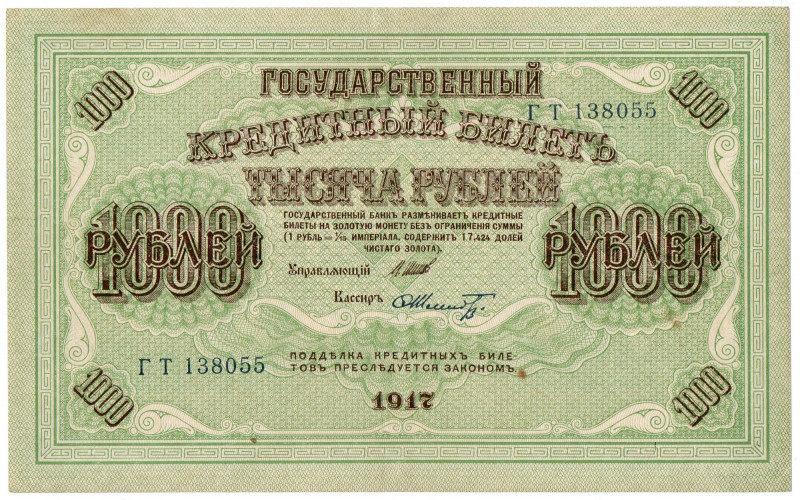 1000
1000
ГОСУДАРСТВЕННЫЙ
ГТ 138055
КРЕДИТНЫЙ БИЛЕТЪ
ТЫСЯЧА РУБЛЕЙ
ГОСУДАРСТВЕННЫЙ БАНКЪ РАЗМѢНИВАЕТЪ КРЕДИТНЫЕ
БИЛЕТЫ НА ЗОЛОТУЮ МОНЕТУ БЕЗЪ ОГРАНИЧЕНІЯ СУММЫ
(1 РУБЛЬ = 1/15 ИМПЕРІАЛА, СОДЕРЖИТЪ 17,424 ДОЛЕЙ
ЧИСТАГО ЗОЛОТА).
1000
РУБЛЕЙ
1000
РУБЛЕЙ
Управляющій
Кассиръ
ГТ 138055
ПОДДѢЛКА КРЕДИТНЫХЪ БИЛЕ-
ТОВЪ ПРЕСЛѢДУЕТСЯ ЗАКОНОМЪ.
1917
1000
1000